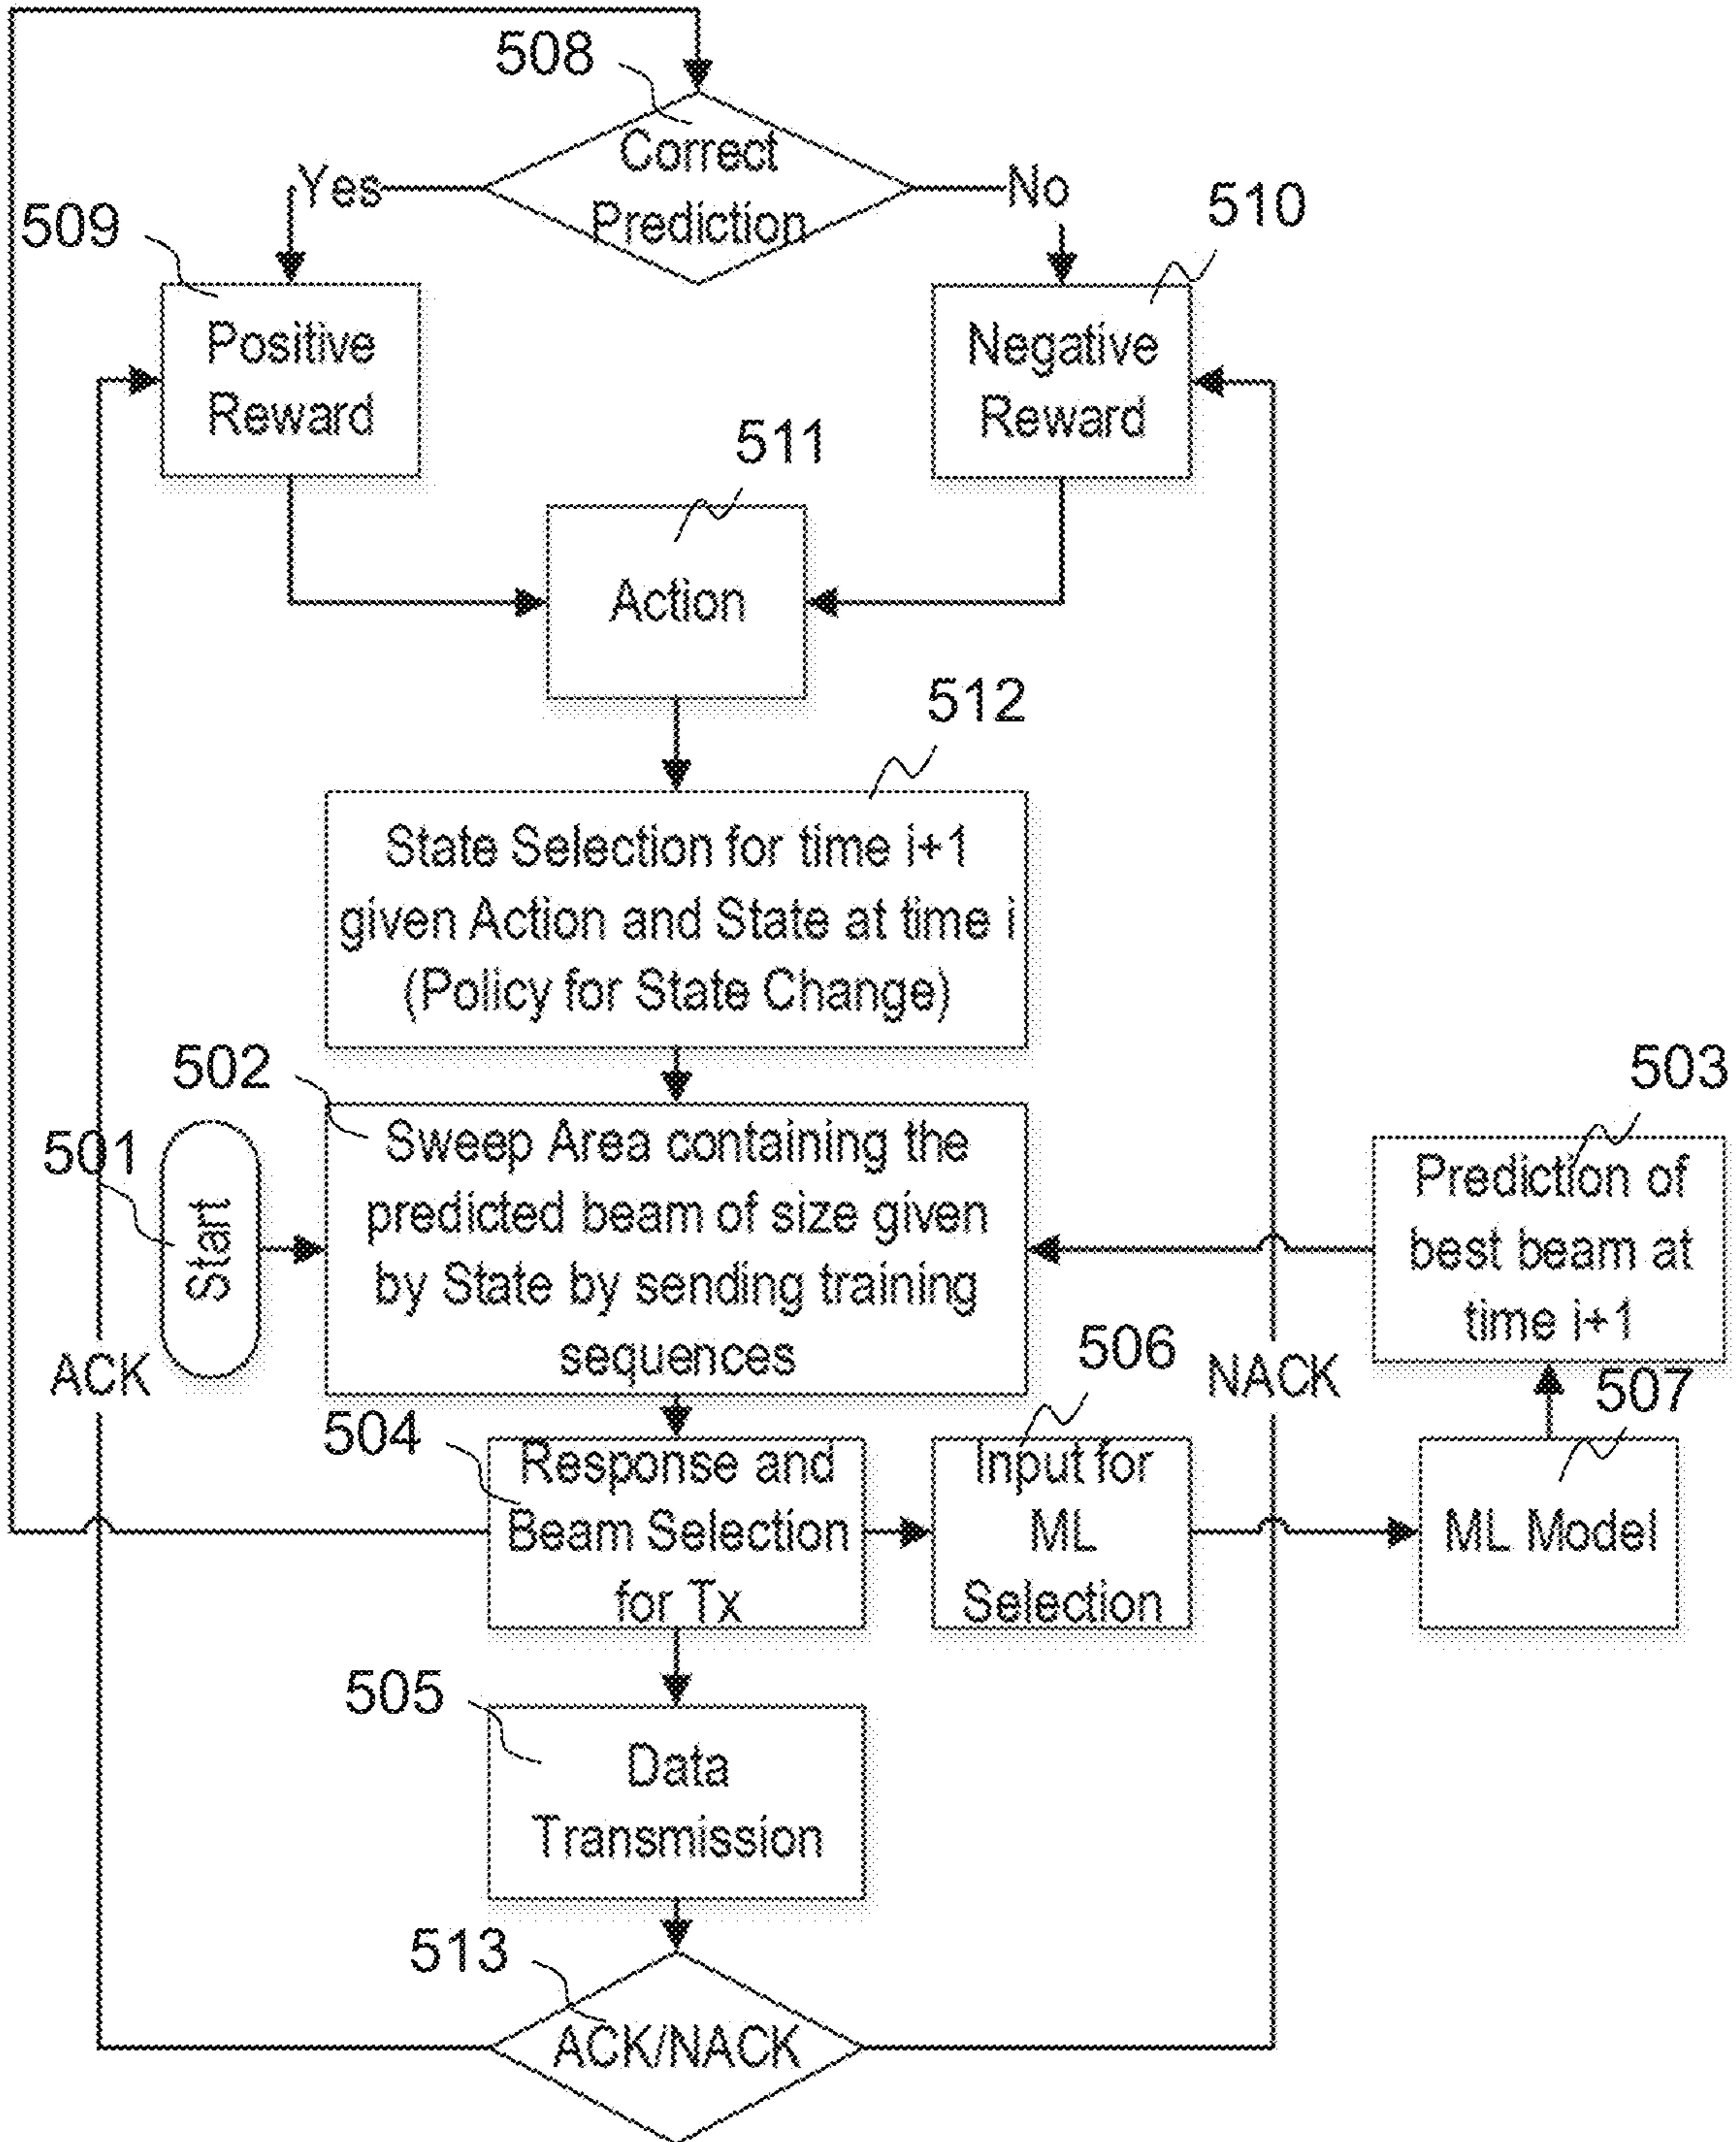 508
Correct
Prediction
Yes
No
509
510
Positive
Reward
Negative
Reward
511
Action
512
State Selection for time i+1
given Action and State at time i
(Policy for State Change)
502
503
501
Start
Sweep Area containing the
predicted beam of size given
by State by sending training
sequences
Prediction of
best beam at
time i+1
ACK
NACK
506
507
504
Response and
Beam Selection
for Tx
Input for
ML
Selection
ML Model
505
Data
Transmission
513
ACK/NACK